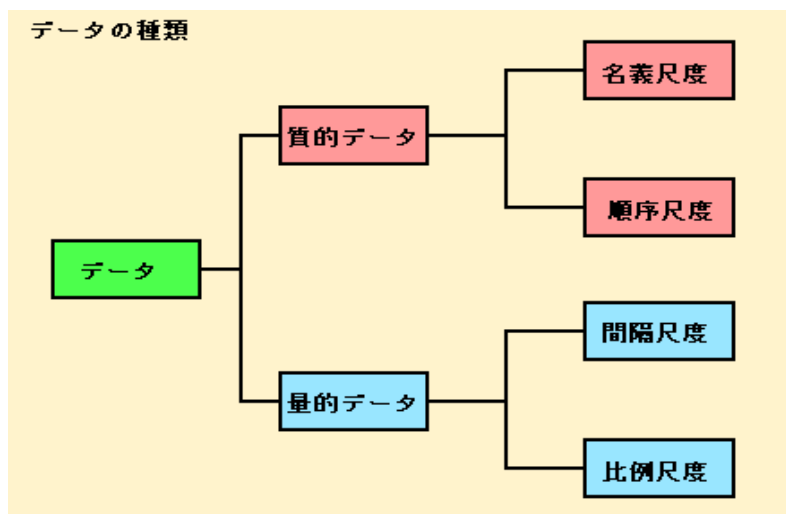 データの種類
名義尺度
質的データ
順序尺度
データ
間隔尺度
量的データ
比例尺度